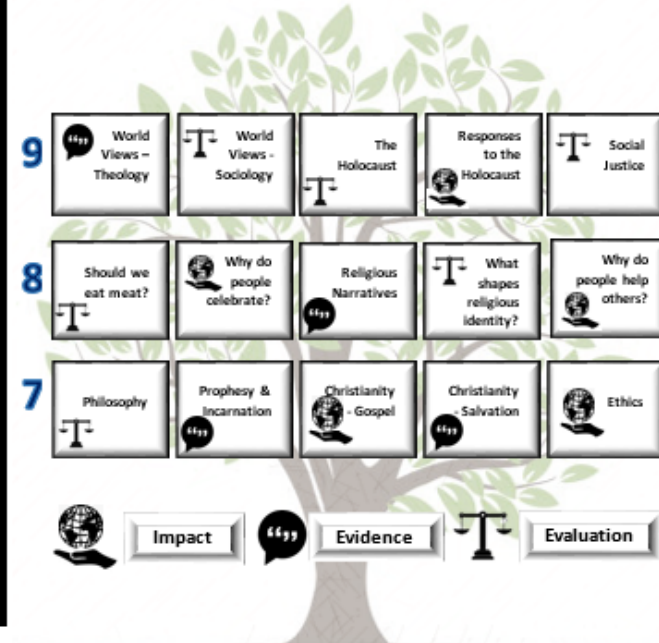 9
World
Views –
Theology
World
Views -
Sociology
The
Holocaust
Responses
to the
Holocaust
Social
Justice
8
Should we
eat meat?
Why do
people
celebrate?
Religious
Narratives
What
shapes
religious
identity?
Why do
people help
others?
7
Philosophy
Prophesy &
Incarnation
Christianity
- Gospel
Christianity
- Salvation
Ethics
Impact
Evidence
Evaluation